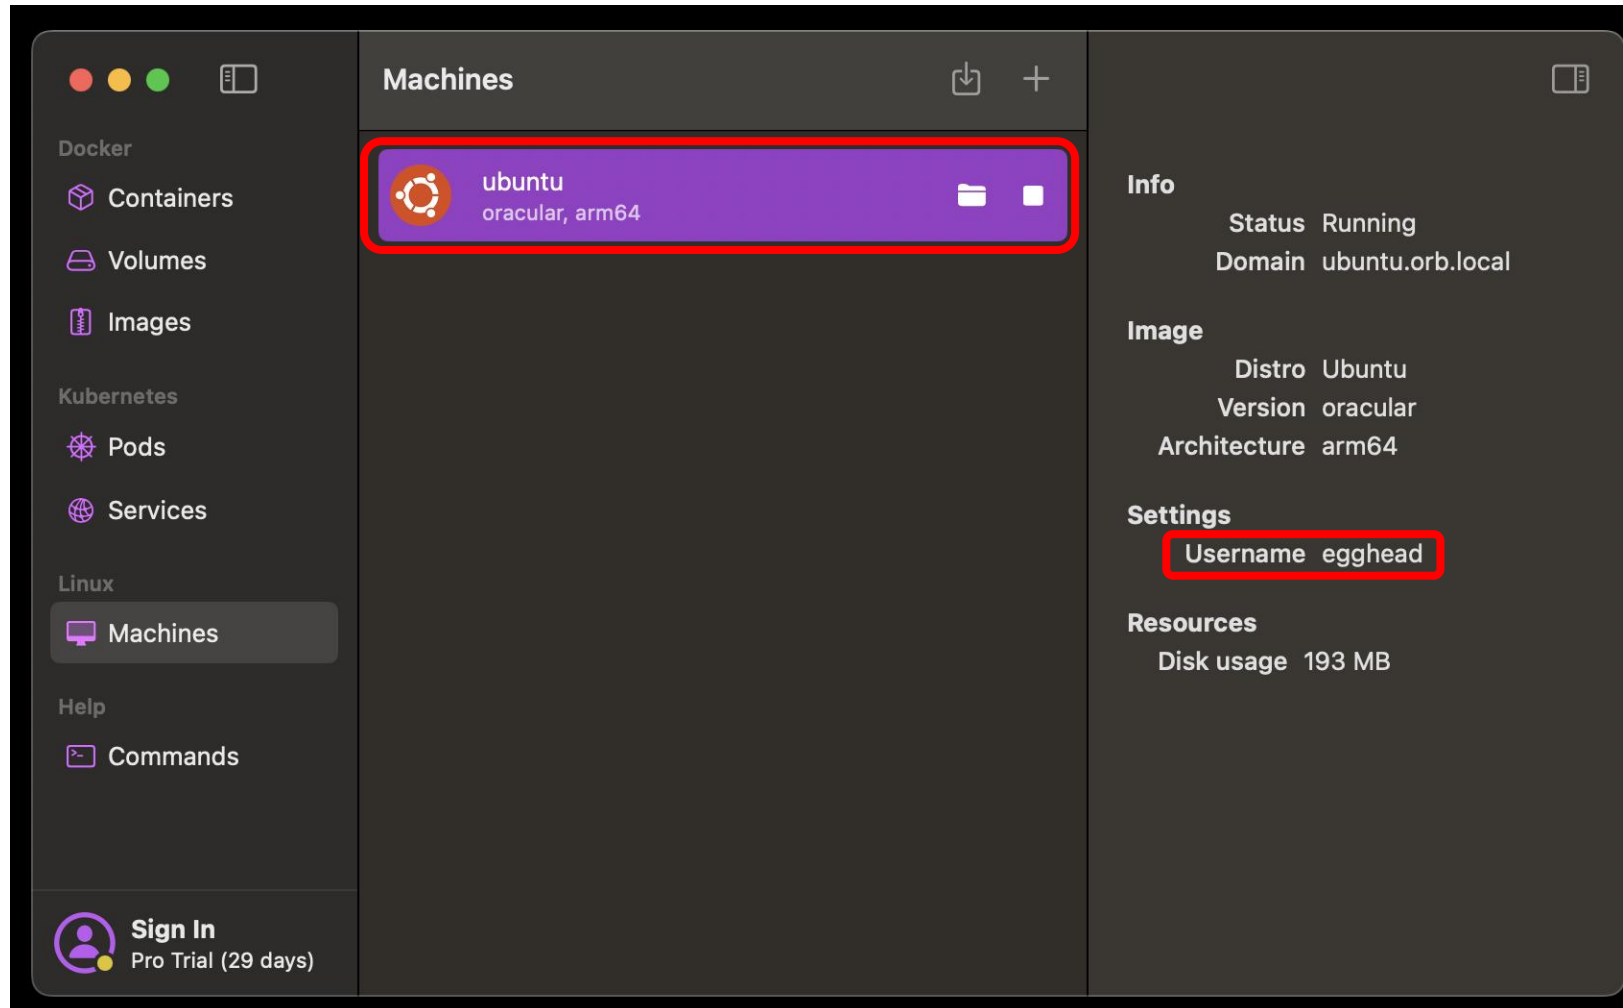 Docker
Containers
Volumes
Images
Kubernetes
Pods
Services
Linux
Machines
Help
Commands
Sign In
Pro Trial (29 days)
Machines
ubuntu
oracular, arm64
Info
Status Running
Domain ubuntu.orb.local
Image
Distro Ubuntu
Version oracular
Architecture arm64
Settings
Username egghead
Resources
Disk usage 193 MB